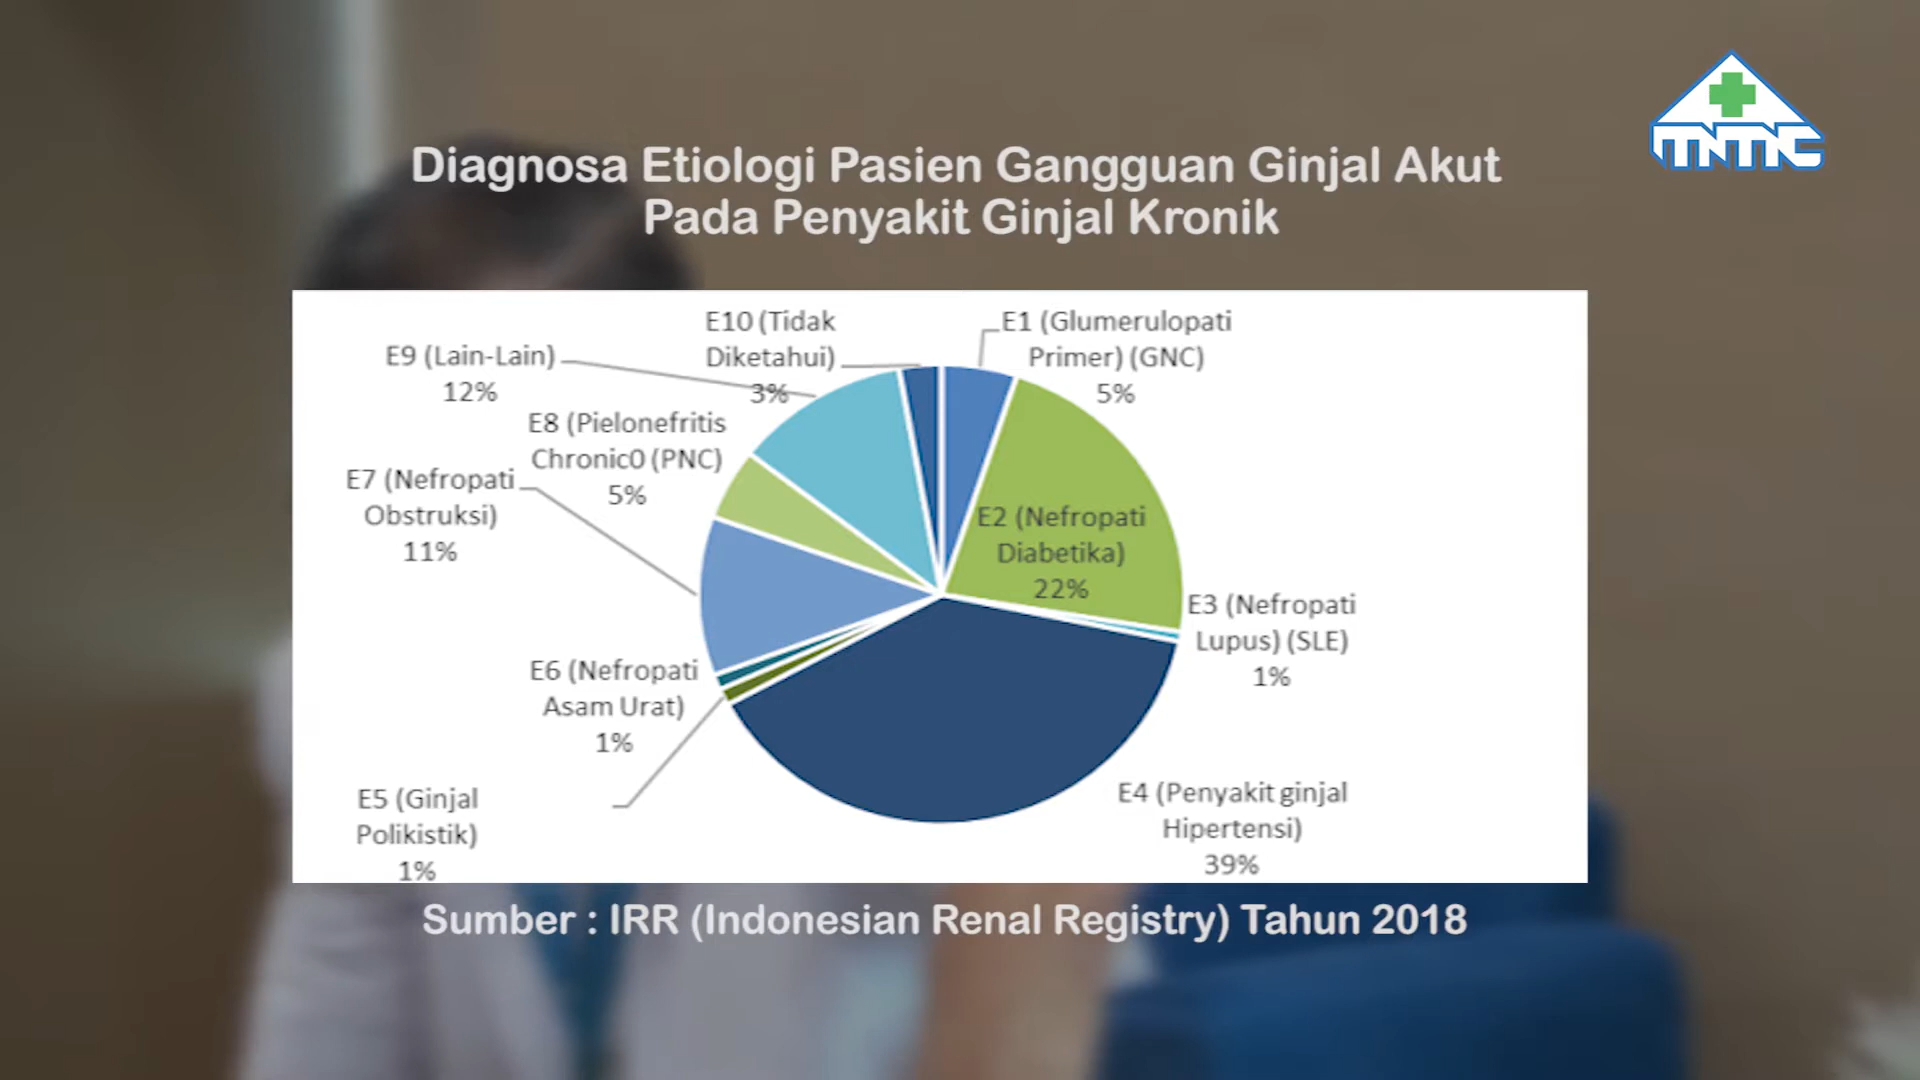 Diagnosa Etiologi Pasien Gangguan Ginjal Akut
Pada Penyakit Ginjal Kronik
TNTNC
E10 (Tidak
Diketahui)
3%
E1 (Glumerulopati
Primer) (GNC)
5%
E9 (Lain-Lain)
12%
E8 (Pielonefritis
Chronic0 (PNC)
5%
E7 (Nefropati
Obstruksi)
11%
E2 (Nefropati
Diabetika)
22%
E3 (Nefropati
Lupus) (SLE)
1%
E6 (Nefropati
Asam Urat)
1%
E5 (Ginjal
Polikistik)
1%
E4 (Penyakit ginjal
Hipertensi)
39%
Sumber : IRR (Indonesian Renal Registry) Tahun 2018